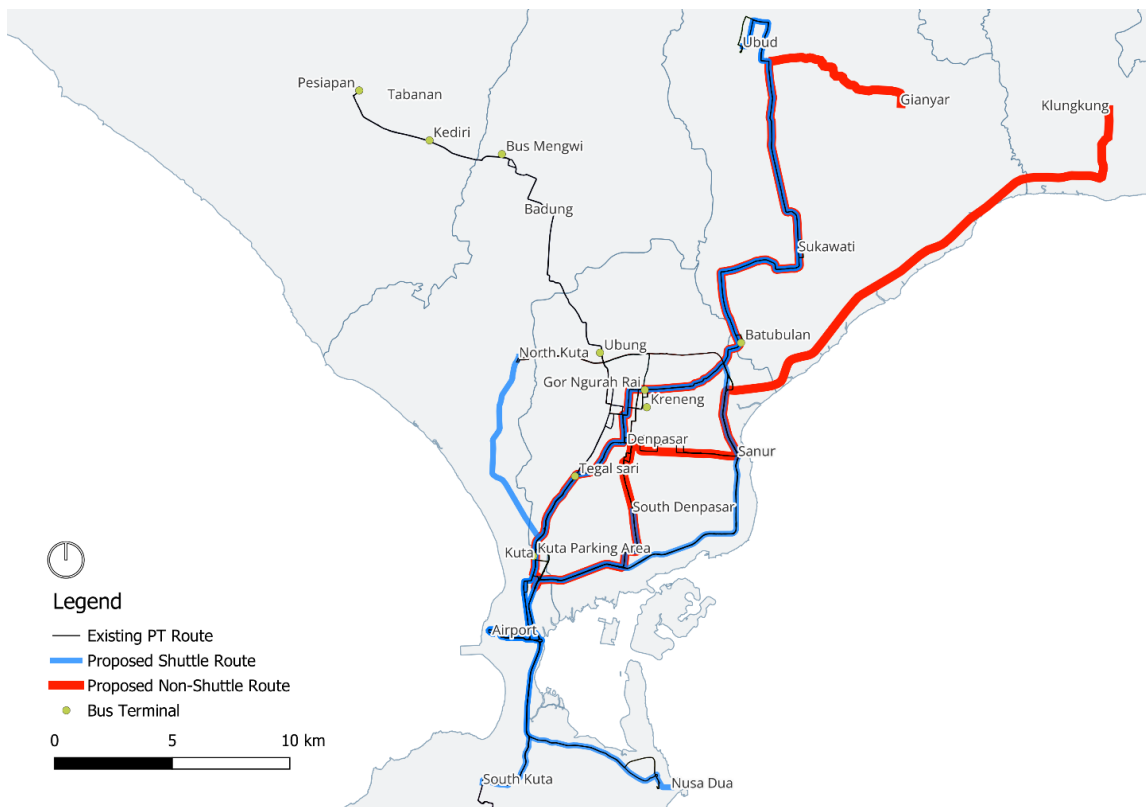 Ubud
Pesiapan
Tabanan
Gianyar
Klungkung
Kediri
Bus Mengwi
Badung
Sukawati
Batubulan
Ubung
North Kuta
Gor Ngurah Rai
Kreneng
Denpasar
Sanur
Tegal sari
South Denpasar
Kuta
Kuta Parking Area
Airport
South Kuta
Nusa Dua
Legend
Existing PT Route
Proposed Shuttle Route
Proposed Non-Shuttle Route
Bus Terminal
0 5 10 km